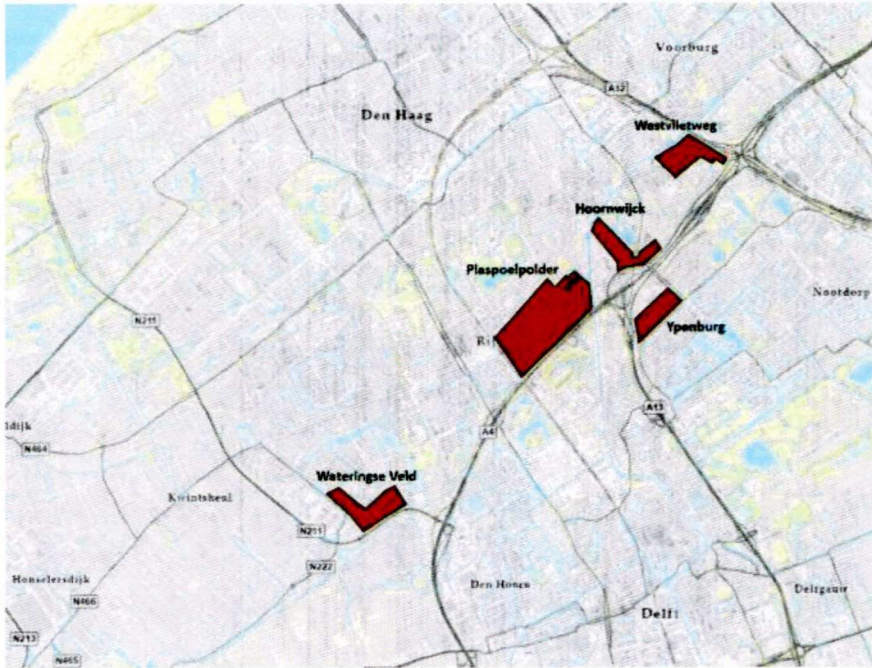 Voorburg
A12
Den Haag
Westvlietweg
Hoornwijck
Plaspoelpolder
Nootdorp
N211
Ypenburg
A13
A4
N464
Wateringse Veld
Kwintsheul
N211
N222
Honselersdijk
Den Hoorn
Delfgauw
N466
Delft
N213
N465